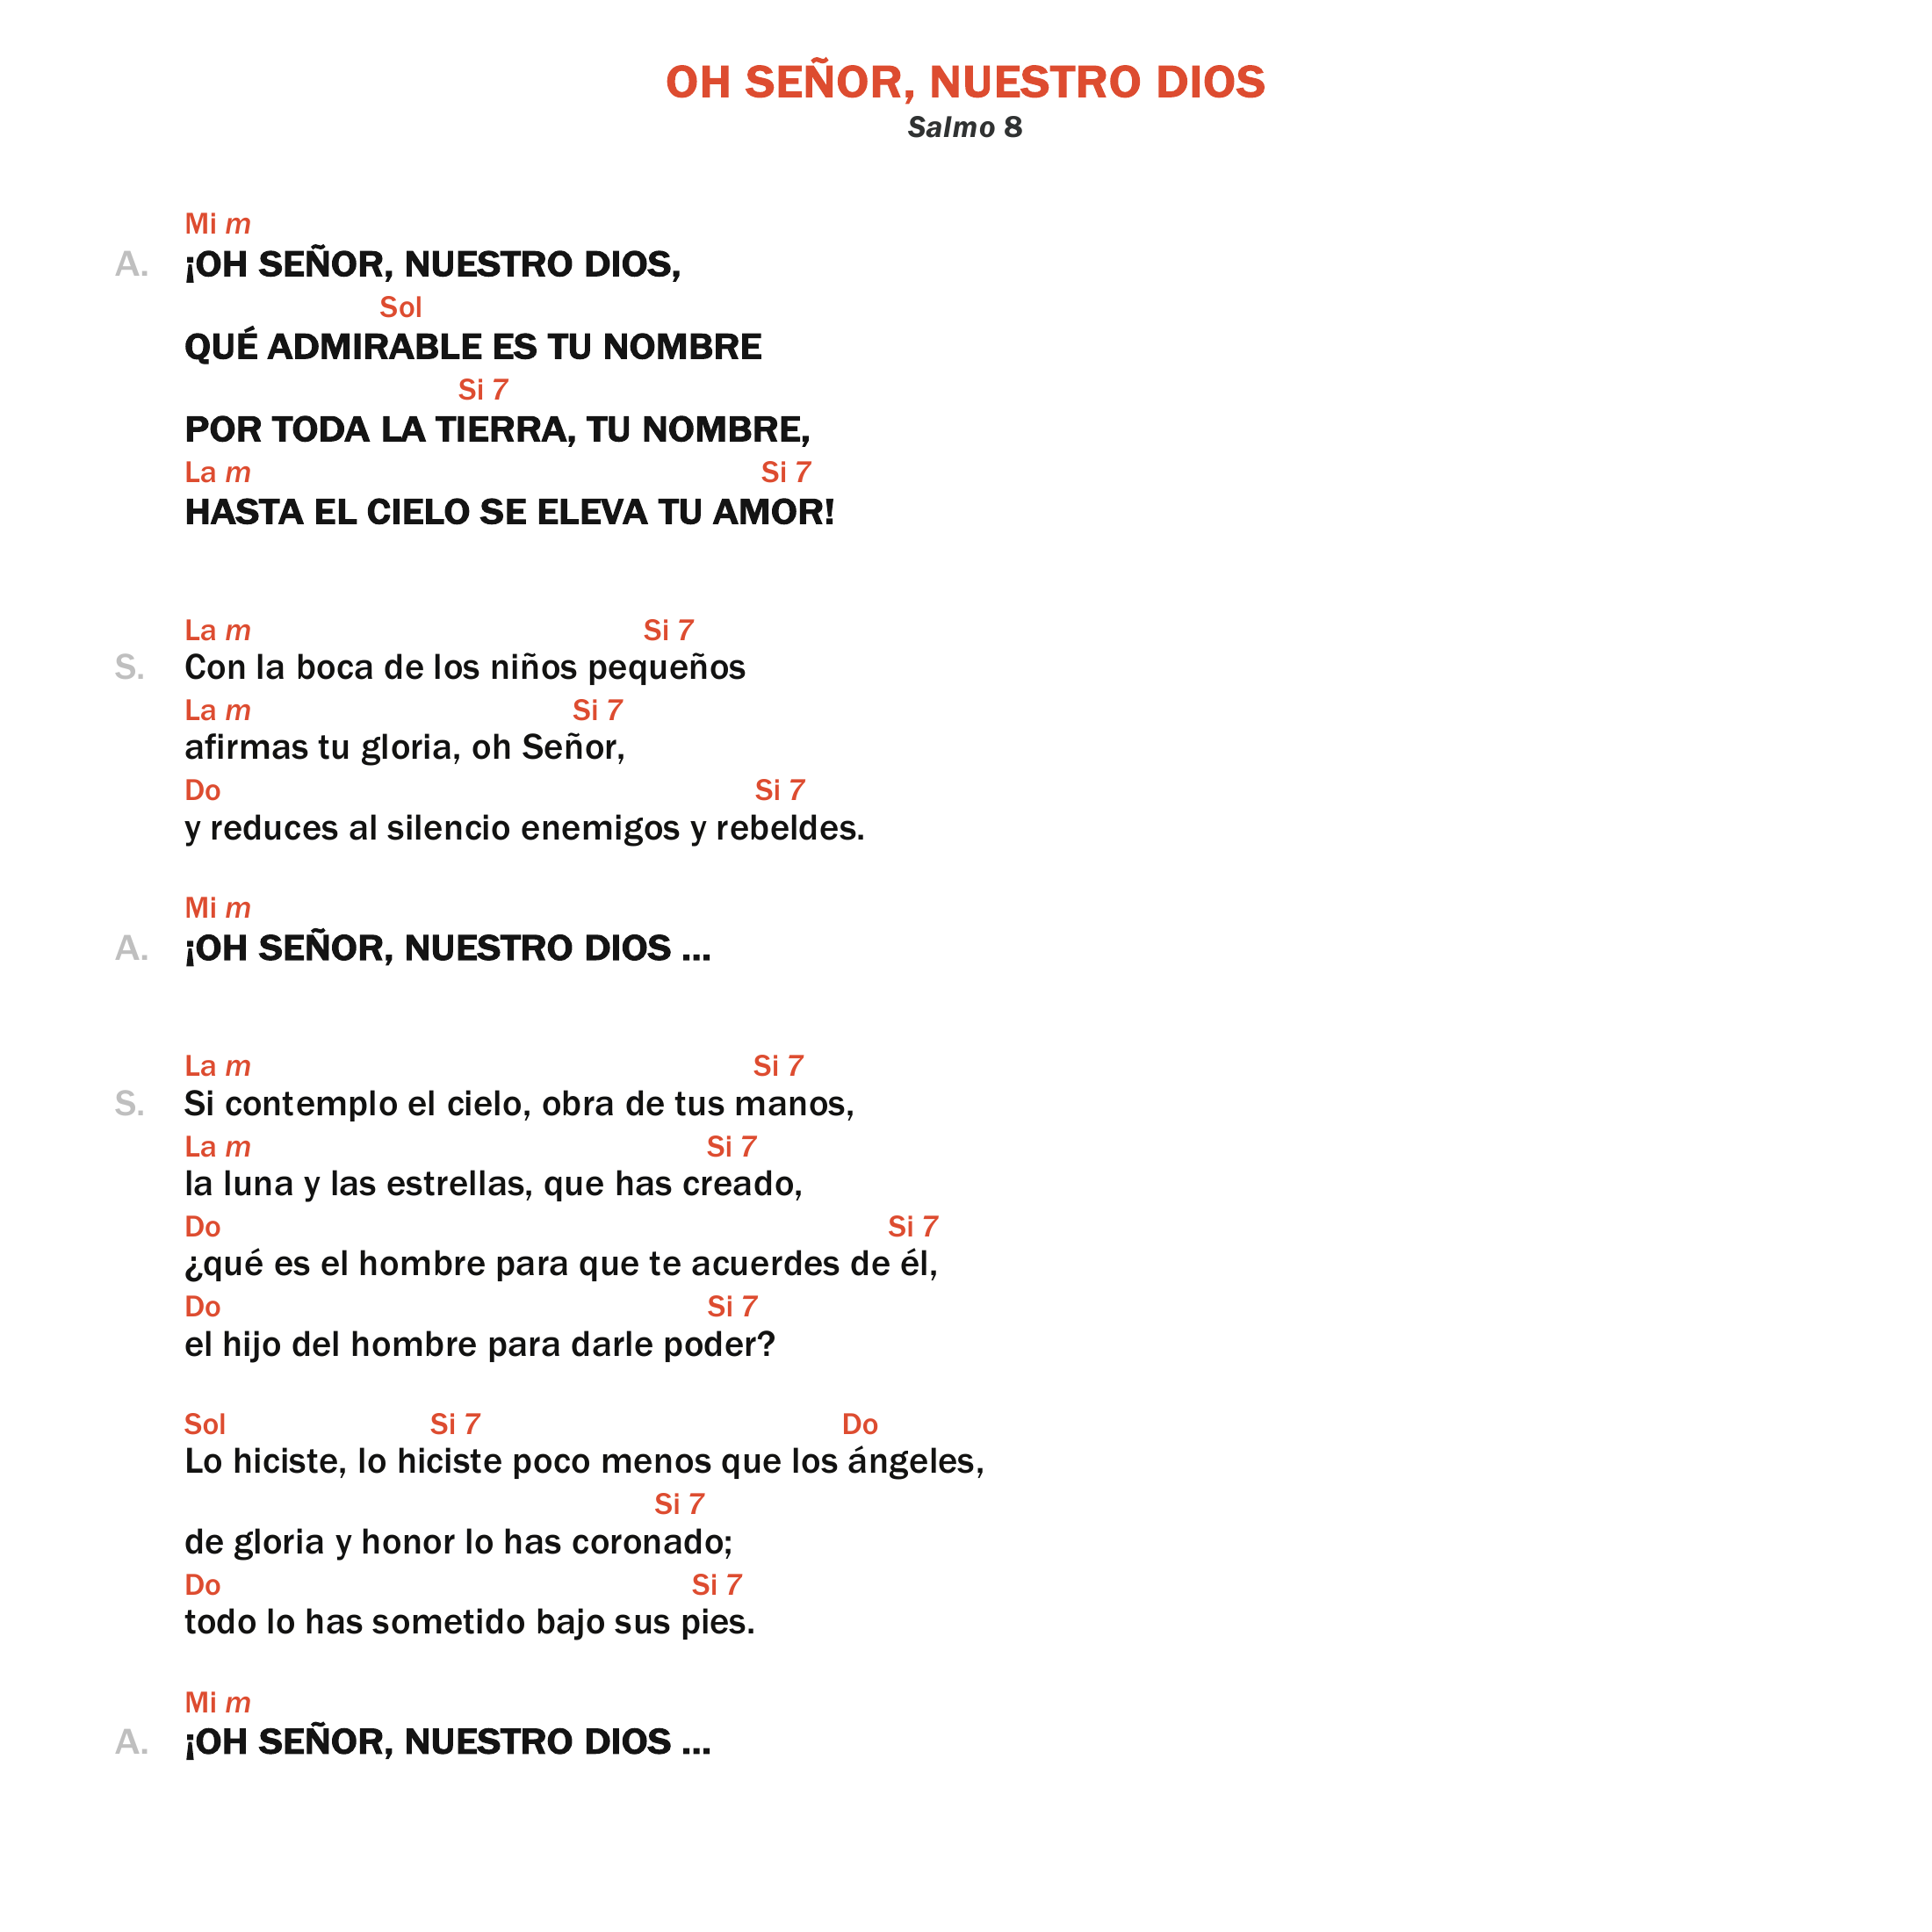 OH SEÑOR, NUESTRO DIOS
Salmo 8
Mi m
A. ¡OH SEÑOR, NUESTRO DIOS,
Sol
QUÉ ADMIRABLE ES TU NOMBRE
Si 7
POR TODA LA TIERRA, TU NOMBRE,
La m Si 7
HASTA EL CIELO SE ELEVA TU AMOR!
La m Si 7
S. Con la boca de los niños pequeños
La m Si 7
afirmas tu gloria, oh Señor,
Do Si 7
y reduces al silencio enemigos y rebeldes.
Mi m
A. ¡OH SEÑOR, NUESTRO DIOS ...
La m Si 7
S. Si contemplo el cielo, obra de tus manos,
La m Si 7
la luna y las estrellas, que has creado,
Do Si 7
¿qué es el hombre para que te acuerdes de él,
Do Si 7
el hijo del hombre para darle poder?
Sol Si 7 Do
Lo hiciste, lo hiciste poco menos que los ángeles,
Si 7
de gloria y honor lo has coronado;
Do Si 7
todo lo has sometido bajo sus pies.
Mi m
A. ¡OH SEÑOR, NUESTRO DIOS ...